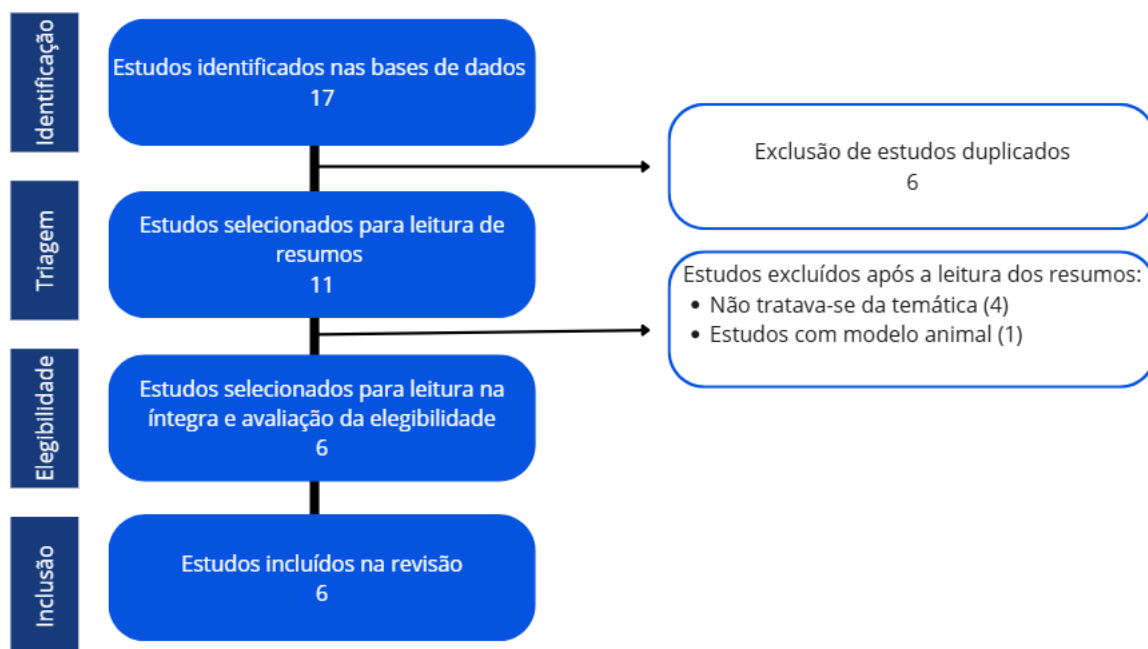 Identificação
Estudos identificados nas bases de dados
17
Exclusão de estudos duplicados
6
Triagem
Estudos selecionados para leitura de
resumos
11
Estudos excluídos após a leitura dos resumos:
• Não tratava-se da temática (4)
• Estudos com modelo animal (1)
Elegibilidade
Estudos selecionados para leitura na
íntegra e avaliação da elegibilidade
6
Inclusão
Estudos incluídos na revisão
6